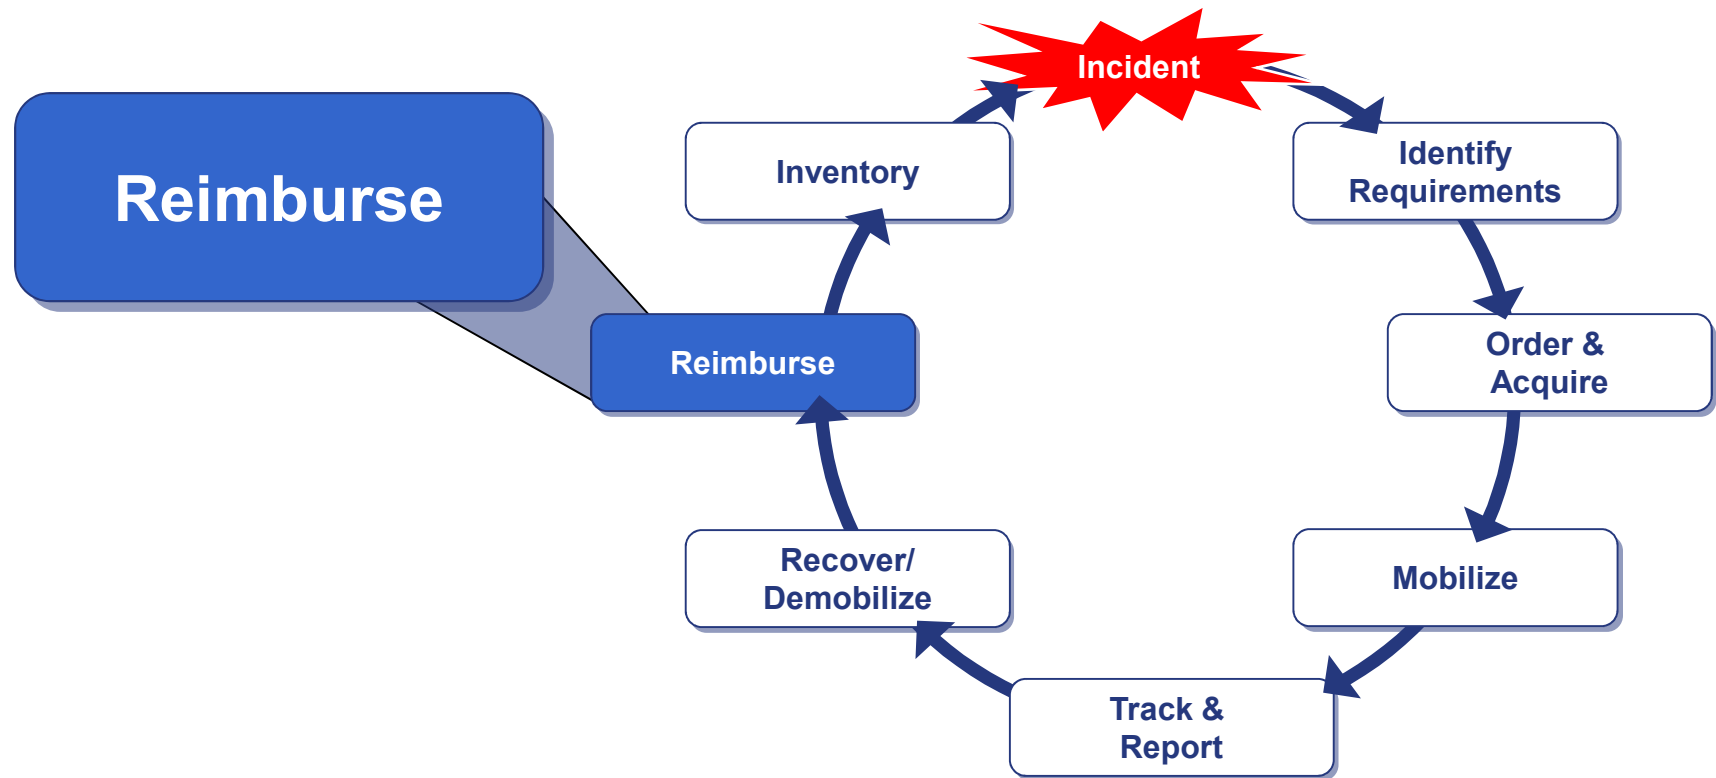 Incident
Reimburse
Inventory
Identify
Requirements
Reimburse
Order &
Acquire
Recover/
Demobilize
Mobilize
Track &
Report